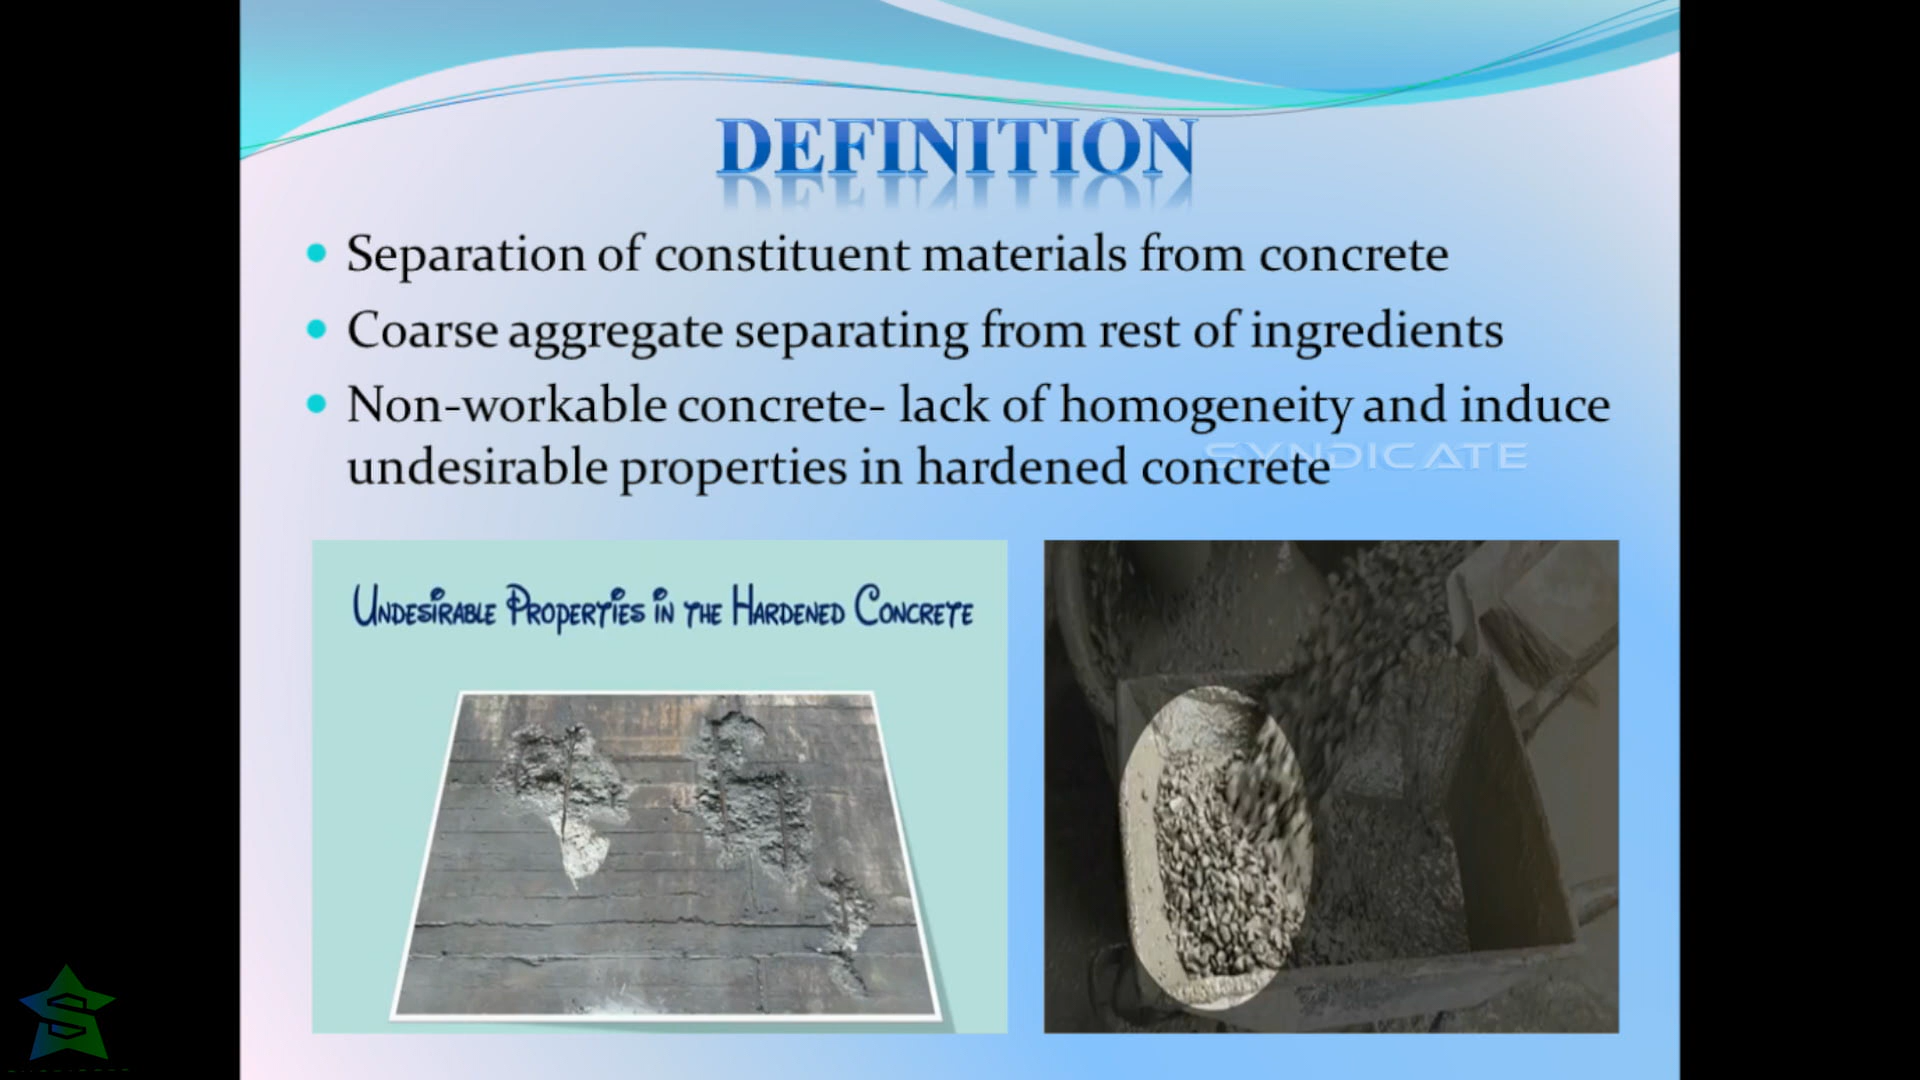 DEFINITION
• Separation of constituent materials from concrete
• Coarse aggregate separating from rest of ingredients
• Non-workable concrete- lack of homogeneity and induce
undesirable properties in hardened concrete
SYNDICATE
Undesirable Properties in the Hardened Concrete
S